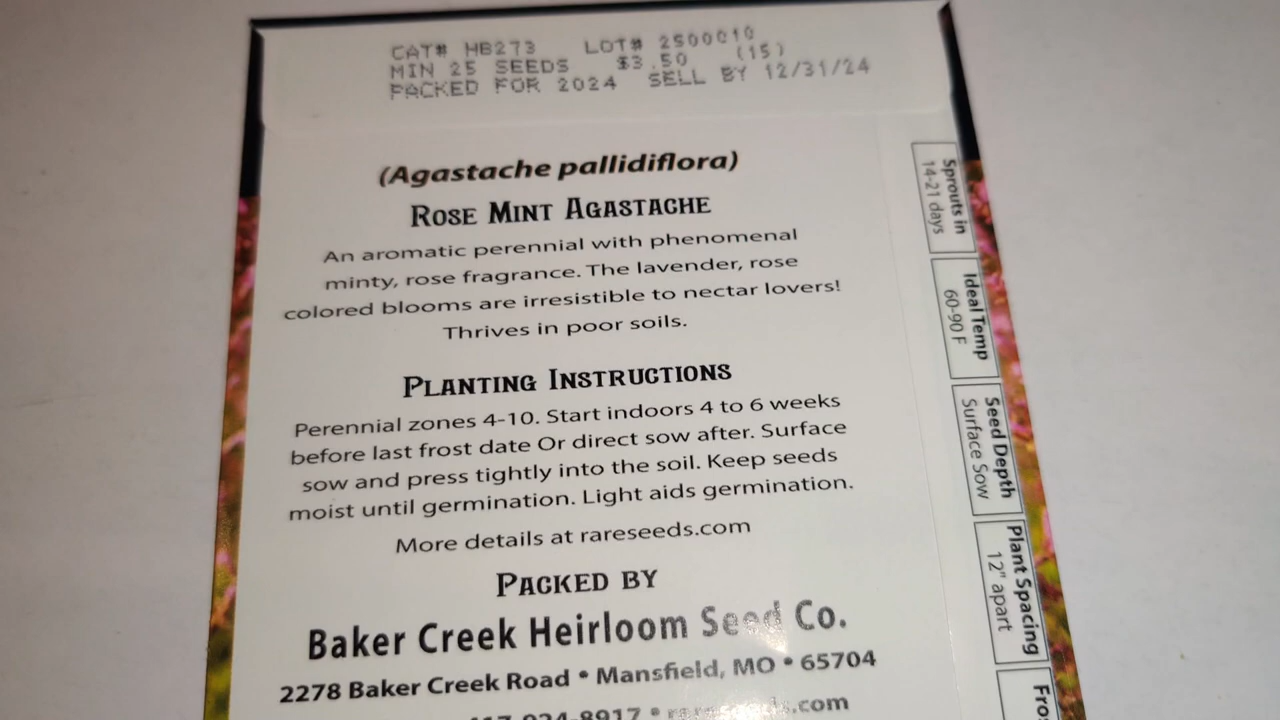 CAT# HB273 LOT# 2500010
MIN 25 SEEDS $3.50 (15)
PACKED FOR 2024 SELL BY 12/31/24
(Agastache pallidiflora)
ROSE MINT AGASTACHE
An aromatic perennial with phenomenal
minty, rose fragrance. The lavender, rose
colored blooms are irresistible to nectar lovers!
Thrives in poor soils.
PLANTING INSTRUCTIONS
Perennial zones 4-10. Start indoors 4 to 6 weeks
before last frost date Or direct sow after. Surface
sow and press tightly into the soil. Keep seeds
moist until germination. Light aids germination.
More details at rareseeds.com
PACKED BY
Baker Creek Heirloom Seed Co.
2278 Baker Creek Road • Mansfield, MO • 65704
Sprouts in
14-21 days
Ideal Temp
60-90 F
Seed Depth
Surface Sow
Plant Spacing
12" apart